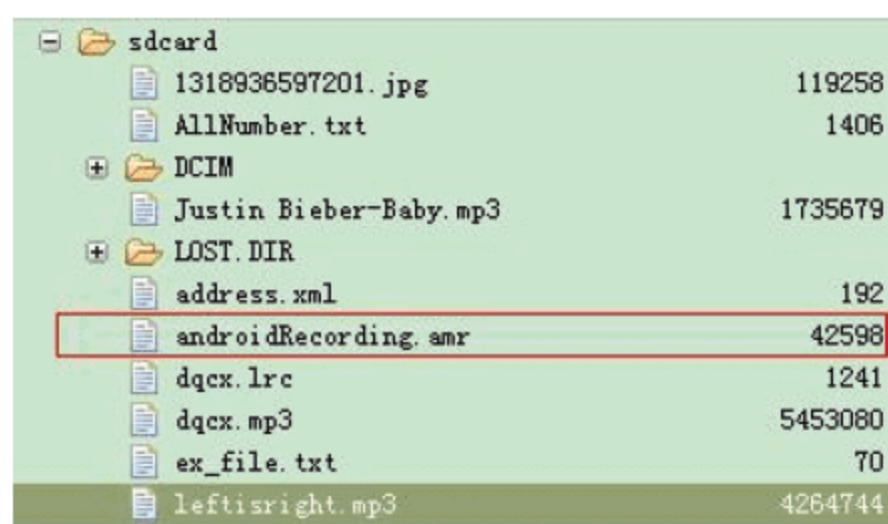 sdcard
1318936597201.jpg 119258
AllNumber.txt 1406
DCIM
Justin Bieber-Baby.mp3 1735679
LOST.DIR
address.xml 192
androidRecording.amr 42598
dqcx.lrc 1241
dqcx.mp3 5453080
ex_file.txt 70
leftisright.mp3 4264744